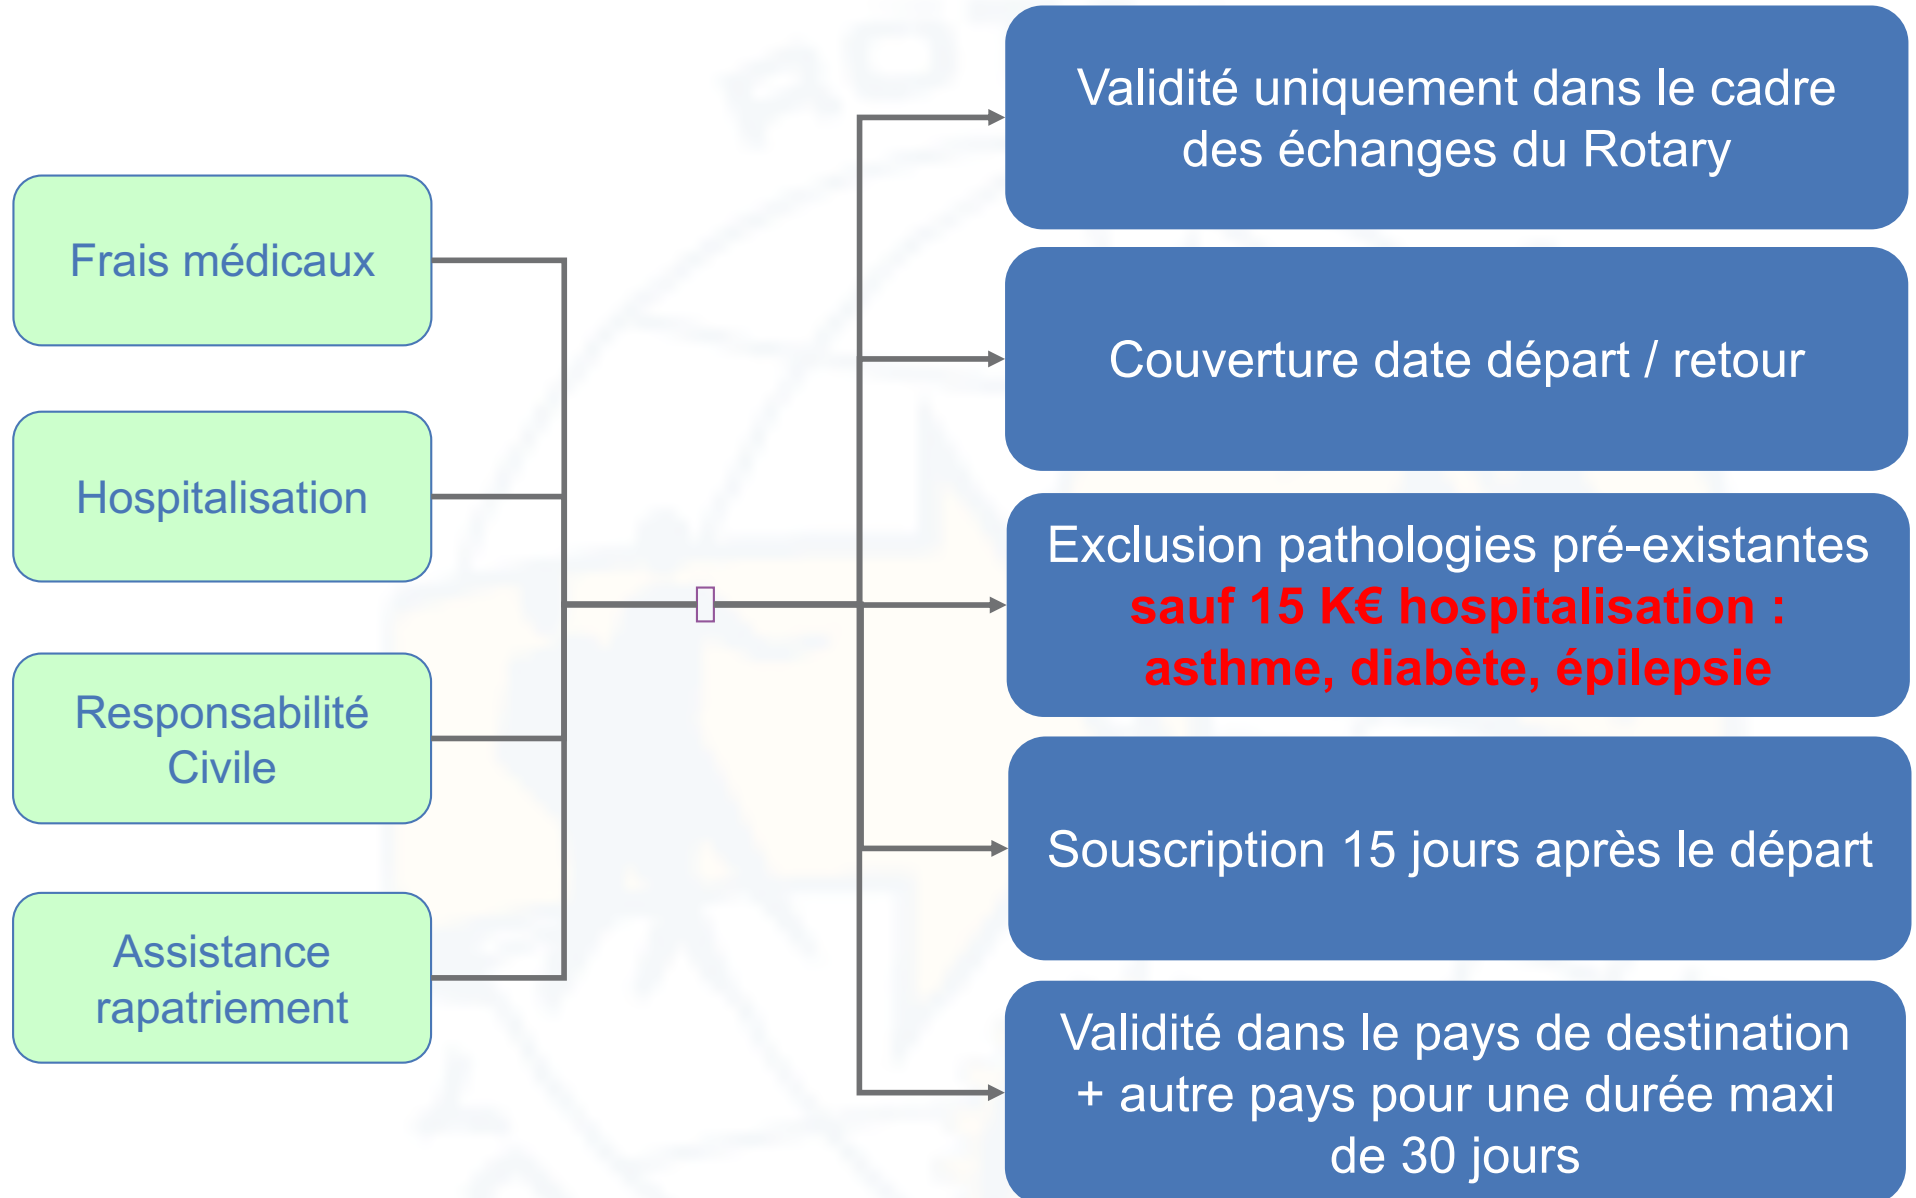 Frais médicaux
Hospitalisation
Responsabilité
Civile
Assistance
rapatriement
Validité uniquement dans le cadre
des échanges du Rotary
Couverture date départ / retour
Exclusion pathologies pré-existantes
sauf 15 K€ hospitalisation :
asthme, diabète, épilepsie
Souscription 15 jours après le départ
Validité dans le pays de destination
+ autre pays pour une durée maxi
de 30 jours